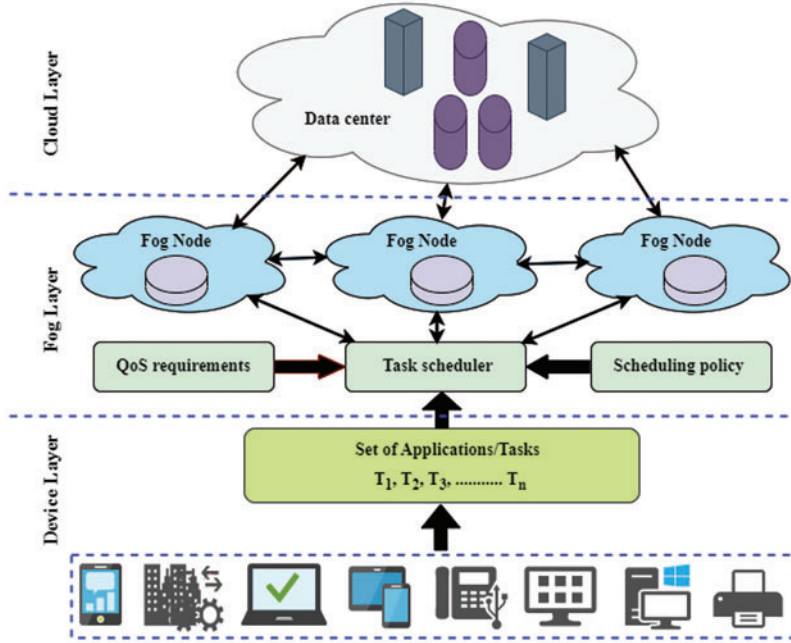 Cloud Layer
Data center
Fog Layer
Fog Node
Fog Node
Fog Node
QoS requirements
Task scheduler
Scheduling policy
Device Layer
Set of Applications/Tasks
T1, T2, T3, ........... Tn